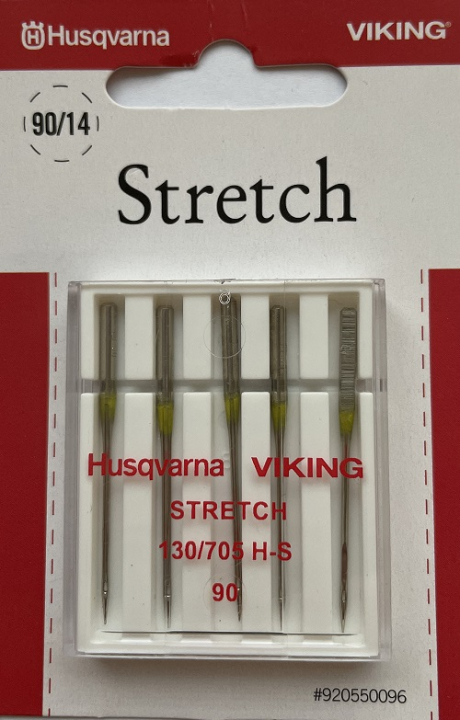 Husqvarna VIKING®
90/14
Stretch
Husqvarna VIKING
STRETCH
130/705 H-S
90
#920550096